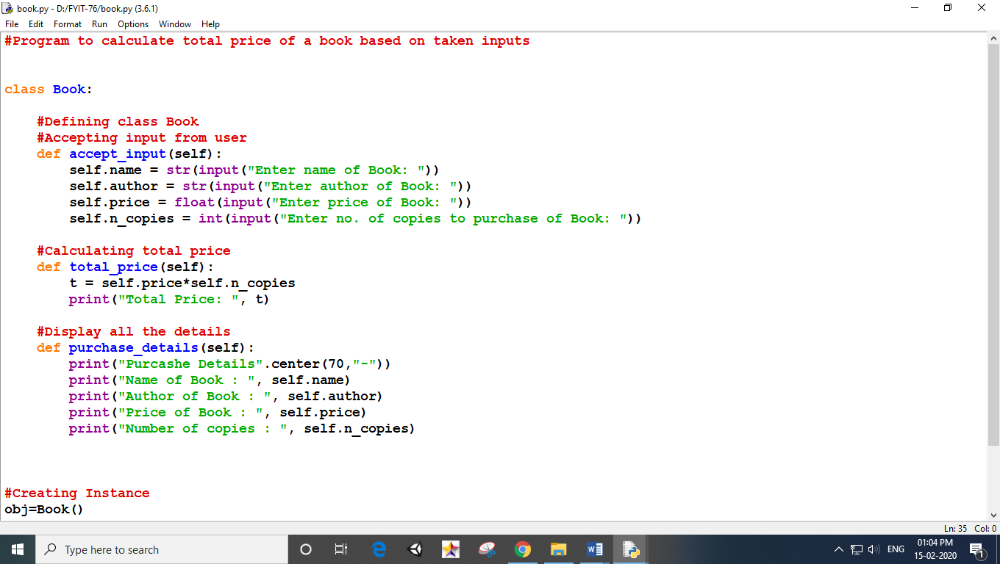 book.py - D:/FYIT-76/book.py (3.6.1)
File Edit Format Run Options Window Help
#Program to calculate total price of a book based on taken inputs
class Book:
#Defining class Book
#Accepting input from user
def accept_input(self):
self.name = str(input("Enter name of Book: "))
self.author = str(input("Enter author of Book: "))
self.price = float(input("Enter price of Book: "))
self.n_copies = int(input("Enter no. of copies to purchase of Book: "))
#Calculating total price
def total_price(self):
t = self.price*self.n_copies
print("Total Price: ", t)
#Display all the details
def purchase_details(self):
print("Purcashe Details".center(70,"-"))
print("Name of Book : ", self.name)
print("Author of Book : ", self.author)
print("Price of Book : ", self.price)
print("Number of copies : ", self.n_copies)
#Creating Instance
obj=Book()
Ln: 35 Col: 0
Type here to search
ENG
01:04 PM
15-02-2020
1